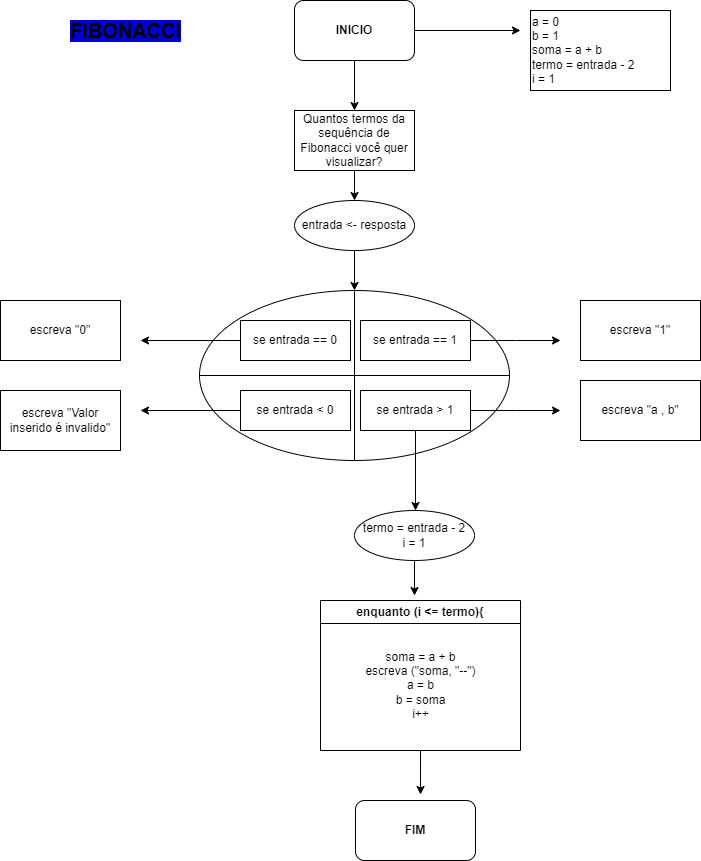 FIBONACCI
INICIO
a = 0
b = 1
soma = a + b
termo = entrada - 2
i = 1
Quantos termos da
sequência de
Fibonacci você quer
visualizar?
entrada <- resposta
escreva "0"
se entrada == 0
se entrada == 1
escreva "1"
escreva "Valor
inserido é invalido"
se entrada < 0
se entrada > 1
escreva "a , b"
termo = entrada - 2
i = 1
enquanto (i <= termo){
soma = a + b
escreva ("soma, "--")
a = b
b = soma
i++
FIM